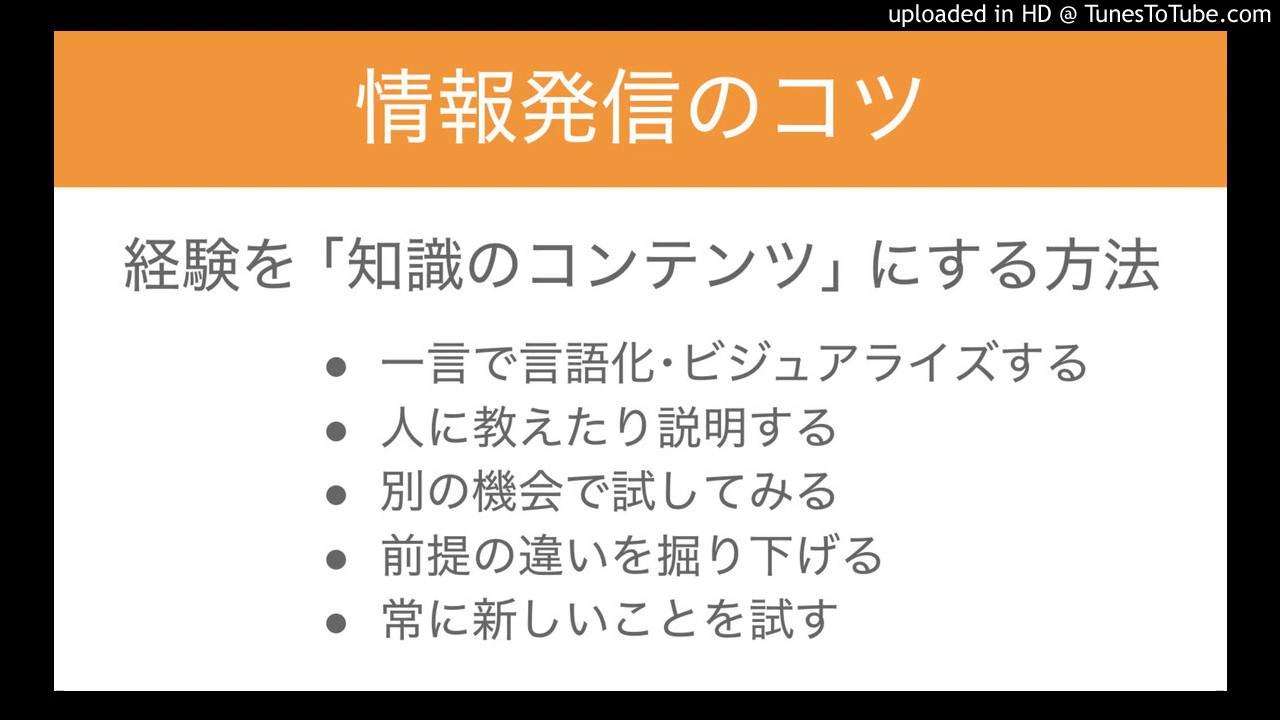 uploaded in HD @ TunesToTube.com
情報発信のコツ
経験を「知識のコンテンツ」にする方法
● 一言で言語化・ビジュアライズする
● 人に教えたり説明する
● 別の機会で試してみる
● 前提の違いを掘り下げる
● 常に新しいことを試す